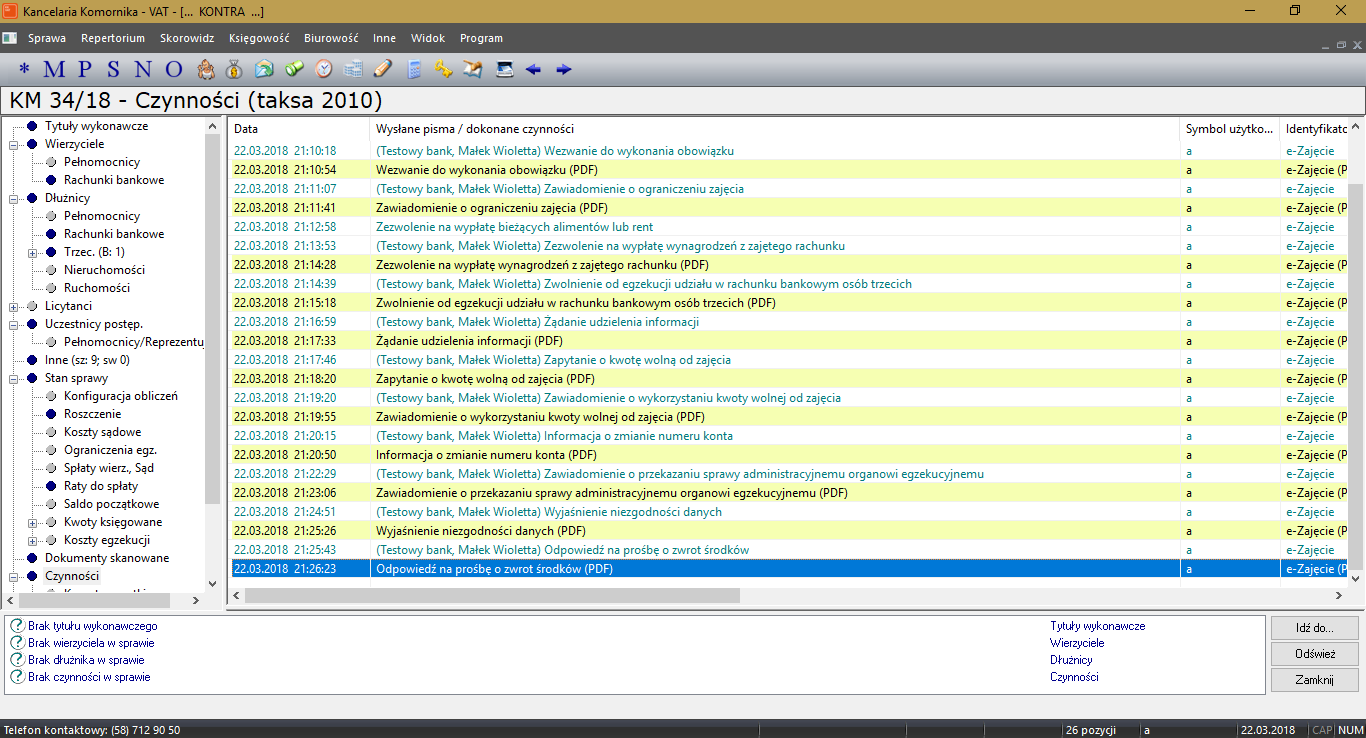 Kancelaria Komornika - VAT - [... KONTRA ...]
Sprawa Repertorium Skorowidz Księgowość Biurowość Inne Widok Program
* M P S N O
KM 34/18 - Czynności (taksa 2010)
Tytuły wykonawcze
Wierzyciele
Pełnomocnicy
Rachunki bankowe
Dłużnicy
Pełnomocnicy
Rachunki bankowe
Trzec. (B: 1)
Nieruchomości
Ruchomości
Licytanci
Uczestnicy postęp.
Pełnomocnicy/Reprezentu
Inne (sz: 9; sw 0)
Stan sprawy
Konfiguracja obliczeń
Roszczenie
Koszty sądowe
Ograniczenia egz.
Spłaty wierz., Sąd
Raty do spłaty
Saldo początkowe
Kwoty księgowane
Koszty egzekucji
Dokumenty skanowane
Czynności
Data Wysłane pisma / dokonane czynności Symbol użytko... Identyfikato
22.03.2018 21:10:18 (Testowy bank, Małek Wioletta) Wezwanie do wykonania obowiązku a e-Zajęcie
22.03.2018 21:10:54 Wezwanie do wykonania obowiązku (PDF) a e-Zajęcie (P
22.03.2018 21:11:07 (Testowy bank, Małek Wioletta) Zawiadomienie o ograniczeniu zajęcia a e-Zajęcie
22.03.2018 21:11:41 Zawiadomienie o ograniczeniu zajęcia (PDF) a e-Zajęcie (P
22.03.2018 21:12:58 Zezwolenie na wypłatę bieżących alimentów lub rent a e-Zajęcie
22.03.2018 21:13:53 (Testowy bank, Małek Wioletta) Zezwolenie na wypłatę wynagrodzeń z zajętego rachunku a e-Zajęcie
22.03.2018 21:14:28 Zezwolenie na wypłatę wynagrodzeń z zajętego rachunku (PDF) a e-Zajęcie (P
22.03.2018 21:14:39 (Testowy bank, Małek Wioletta) Zwolnienie od egzekucji udziału w rachunku bankowym osób trzecich a e-Zajęcie
22.03.2018 21:15:18 Zwolnienie od egzekucji udziału w rachunku bankowym osób trzecich (PDF) a e-Zajęcie (P
22.03.2018 21:16:59 (Testowy bank, Małek Wioletta) Żądanie udzielenia informacji a e-Zajęcie
22.03.2018 21:17:33 Żądanie udzielenia informacji (PDF) a e-Zajęcie (P
22.03.2018 21:17:46 (Testowy bank, Małek Wioletta) Zapytanie o kwotę wolną od zajęcia a e-Zajęcie
22.03.2018 21:18:20 Zapytanie o kwotę wolną od zajęcia (PDF) a e-Zajęcie (P
22.03.2018 21:19:20 (Testowy bank, Małek Wioletta) Zawiadomienie o wykorzystaniu kwoty wolnej od zajęcia a e-Zajęcie
22.03.2018 21:19:55 Zawiadomienie o wykorzystaniu kwoty wolnej od zajęcia (PDF) a e-Zajęcie (P
22.03.2018 21:20:15 (Testowy bank, Małek Wioletta) Informacja o zmianie numeru konta a e-Zajęcie
22.03.2018 21:20:50 Informacja o zmianie numeru konta (PDF) a e-Zajęcie (P
22.03.2018 21:22:29 (Testowy bank, Małek Wioletta) Zawiadomienie o przekazaniu sprawy administracyjnemu organowi egzekucyjnemu a e-Zajęcie
22.03.2018 21:23:06 Zawiadomienie o przekazaniu sprawy administracyjnemu organowi egzekucyjnemu (PDF) a e-Zajęcie (P
22.03.2018 21:24:51 (Testowy bank, Małek Wioletta) Wyjaśnienie niezgodności danych a e-Zajęcie
22.03.2018 21:25:26 Wyjaśnienie niezgodności danych (PDF) a e-Zajęcie (P
22.03.2018 21:25:43 (Testowy bank, Małek Wioletta) Odpowiedź na prośbę o zwrot środków a e-Zajęcie
22.03.2018 21:26:23 Odpowiedź na prośbę o zwrot środków (PDF) a e-Zajęcie (P
Brak tytułu wykonawczego Tytuły wykonawcze
Brak wierzyciela w sprawie Wierzyciele
Brak dłużnika w sprawie Dłużnicy
Brak czynności w sprawie Czynności
Idź do...
Odśwież
Zamknij
Telefon kontaktowy: (58) 712 90 50 26 pozycji a 22.03.2018 CAP NUM